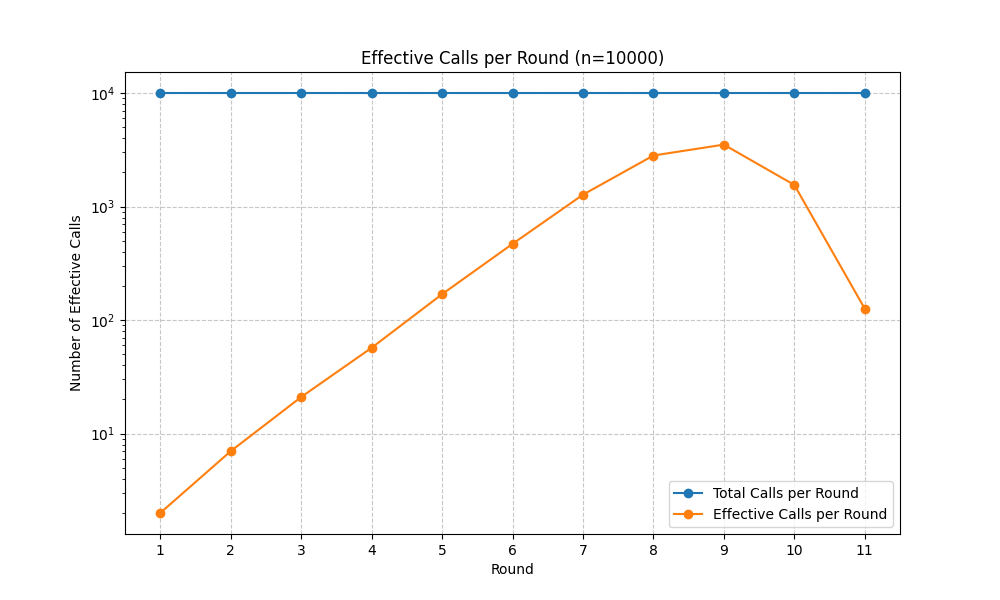 Effective Calls per Round (n=10000)
Number of Effective Calls
10⁴
10³
10²
10¹
1 2 3 4 5 6 7 8 9 10 11
Round
Total Calls per Round
Effective Calls per Round